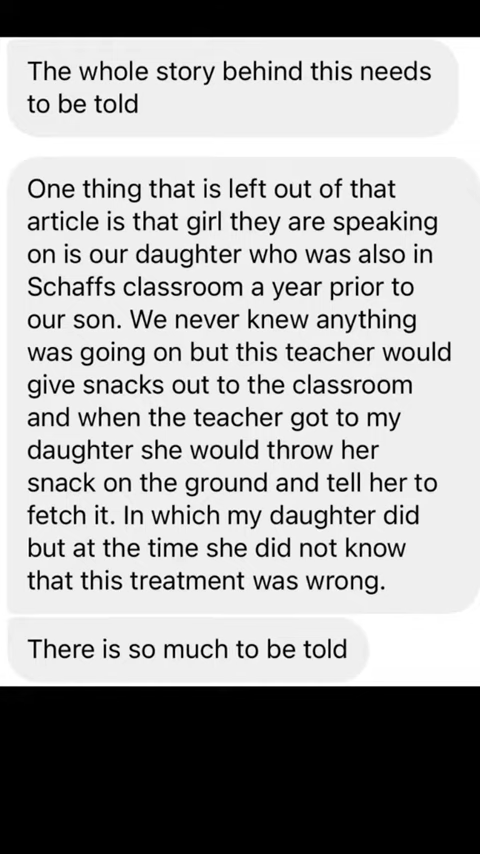 The whole story behind this needs
to be told
One thing that is left out of that
article is that girl they are speaking
on is our daughter who was also in
Schaffs classroom a year prior to
our son. We never knew anything
was going on but this teacher would
give snacks out to the classroom
and when the teacher got to my
daughter she would throw her
snack on the ground and tell her to
fetch it. In which my daughter did
but at the time she did not know
that this treatment was wrong.
There is so much to be told